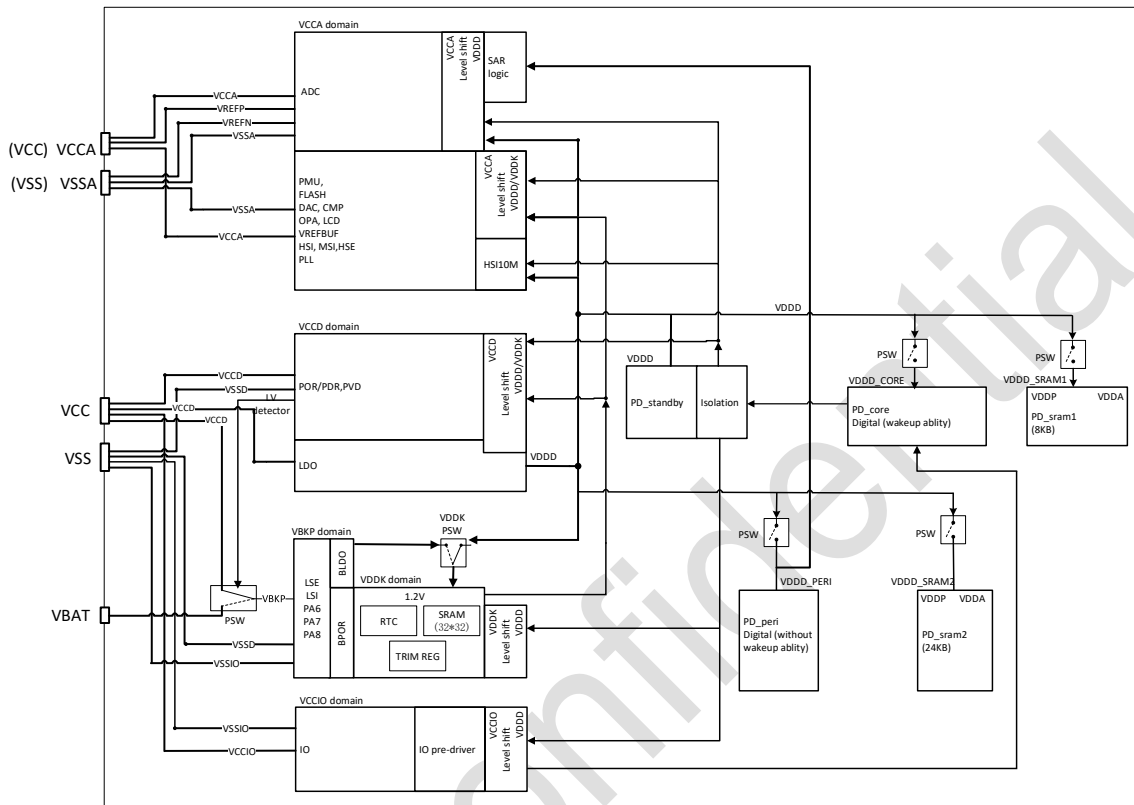 VCCA domain
VCCA
Level shift
VDDD
SAR
logic
ADC
VCCA
VREFP
VREFN
VSSA
(VCC) VCCA
(VSS) VSSA
VSSA
VCCA
PMU,
FLASH
DAC, CMP
OPA, LCD
VREFBUF
HSI, MSI,HSE
PLL
VCCA
Level shift
VDDD/VDDK
HSI10M
VDDD
VCCD domain
VCCD
Level shift
VDDD/VDDK
POR/PDR,PVD
LV
detector
LDO
VDDD
VCCD
VSSD
VCCD
VCCD
VCC
VSS
VDDD
PD_standby
Isolation
PSW
VDDD_CORE
PD_core
Digital (wakeup ablity)
PSW
VDDD_SRAM1
VDDP
VDDA
PD_sram1
(8KB)
VBKP domain
VDDK
PSW
BLDO
VDDK domain
LSE
LSI
PA6
PA7
PA8
BPOR
1.2V
RTC
SRAM
(32*32)
TRIM REG
VDDK
Level shift
VDDD
VBAT
PSW
VBKP
VSSD
VSSIO
PSW
VDDD_PERI
PD_peri
Digital (without
wakeup ablity)
PSW
VDDD_SRAM2
VDDP
VDDA
PD_sram2
(24KB)
VCCIO domain
VSSIO
VCCIO
IO
IO pre-driver
VCCIO
Level shift
VDDD
onfidential